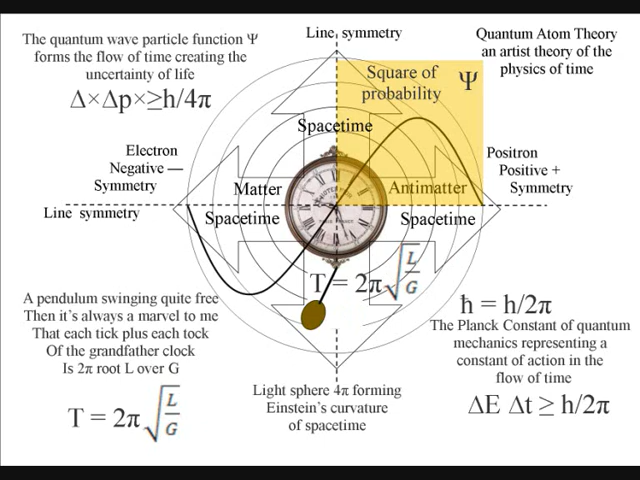 The quantum wave particle function Ψ
forms the flow of time creating the
uncertainty of life
Δ×Δp×≥h/4π
Line symmetry
Quantum Atom Theory
an artist theory of the
physics of time
Square of
probability
Ψ
Spacetime
Electron
Negative —
Symmetry
Positron
Positive +
Symmetry
Matter
Antimatter
Line symmetry
Spacetime
Spacetime
T = 2π√L/G
A pendulum swinging quite free
Then it's always a marvel to me
That each tick plus each tock
Of the grandfather clock
Is 2π root L over G
T = 2π√L/G
Light sphere 4π forming
Einstein's curvature
of spacetime
ħ = h/2π
The Planck Constant of quantum
mechanics representing a
constant of action in the
flow of time
ΔE Δt ≥ h/2π